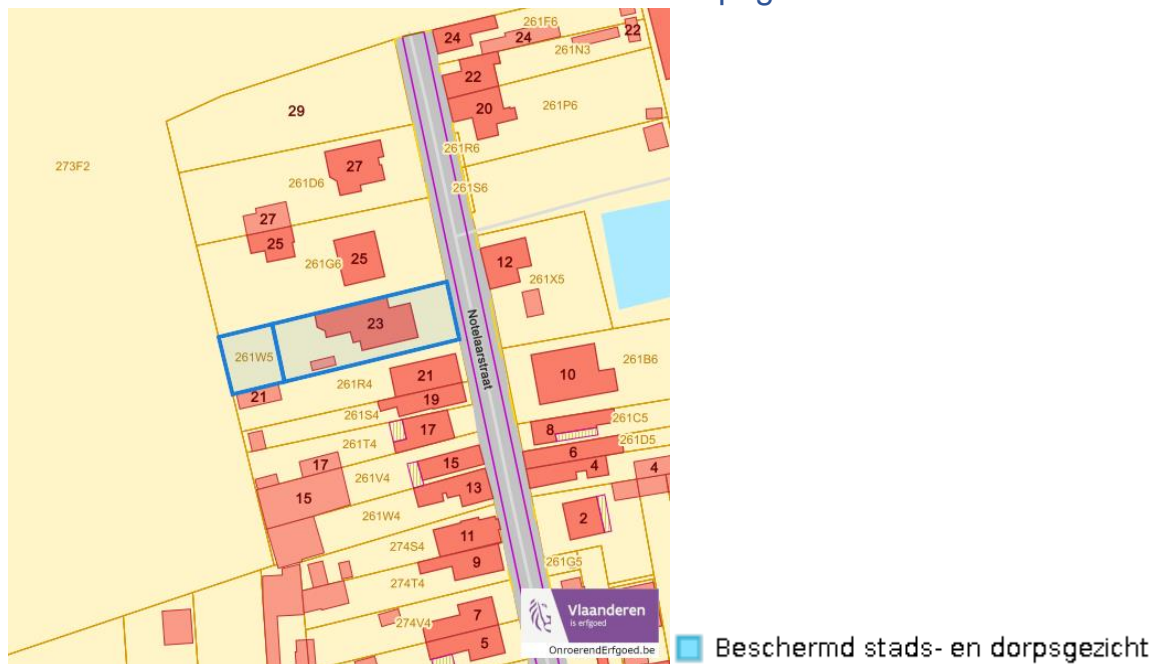 24
261F6
24
22
261N3
22
20
261P6
29
273F2
261R6
27
261D6
261S6
27
25
25
261G6
12
261X5
23
Notelaarstraat
261W5
261B6
21
10
21
261R4
19
261S4
261C5
17
8
261T4
261D5
6
17
15
4
4
261V4
13
15
2
261W4
11
274S4
9
261G5
274T4
7
274V4
5
Vlaanderen
is erfgoed
OnroerendErfgoed.be
Beschermd stads- en dorpsgezicht